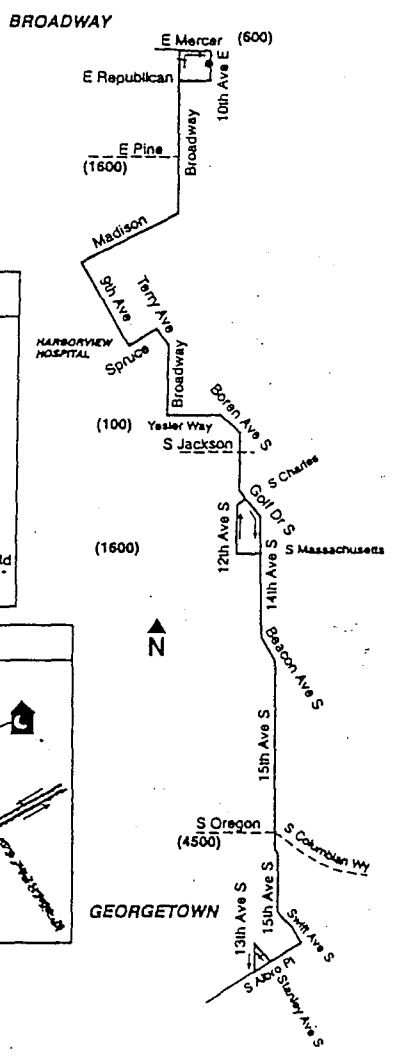 BROADWAY
E Mercer (600)
E Republican
10th Ave E
E Pine
(1600)
Broadway
Madison
9th Ave
Terry Ave
HARBORVIEW
HOSPITAL
Spruce
Broadway
Boren Ave S
(100)
Yesler Way
S Jackson
S Charles
Golf Dr S
12th Ave S
(1600)
S Massachusetts
14th Ave S
N
Beacon Ave S
15th Ave S
S Oregon
(4500)
S Columbian Wy
15th Ave S
GEORGETOWN
13th Ave S
Swift Ave S
S Albro
E
Stanley Ave S